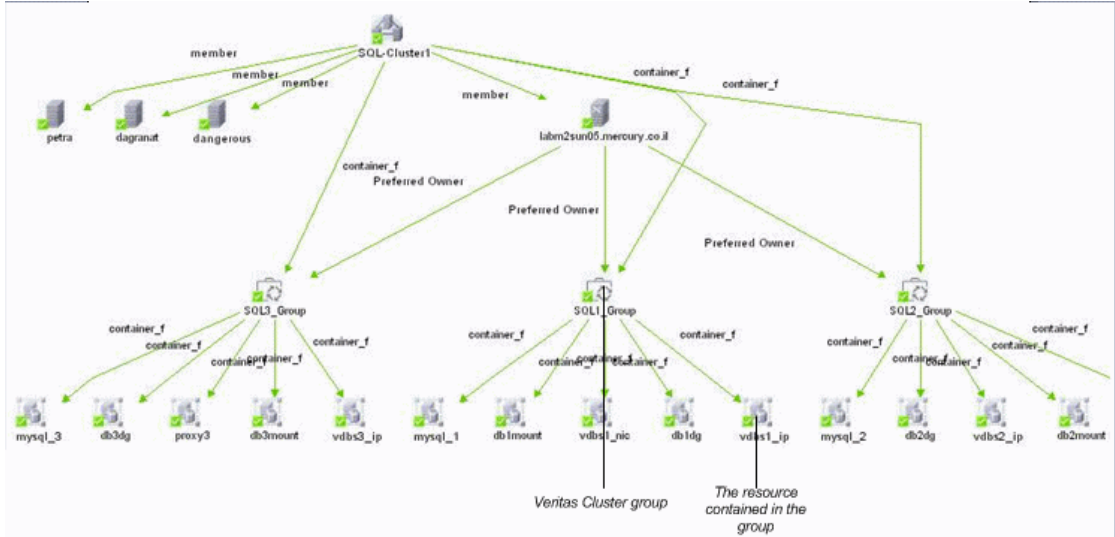 SQL-Cluster1
member
member
member
member
container_f
container_f
petra
dagranat
dangerous
labm2sun05.mercury.co.il
container_f
Preferred Owner
Preferred Owner
Preferred Owner
SQL3_Group
SQL1_Group
SQL2_Group
container_f
container_f
container_f
container_f
container_f
container_f
container_f
container_f
container_f
container_f
container_f
container_f
container_f
container_f
mysql_3
db3dg
proxy3
db3mount
vdbs3_ip
mysql_1
db1mount
vdbs1_nic
db1dg
vdbs1_ip
mysql_2
db2dg
vdbs2_ip
db2mount
Veritas Cluster group
The resource
contained in the
group